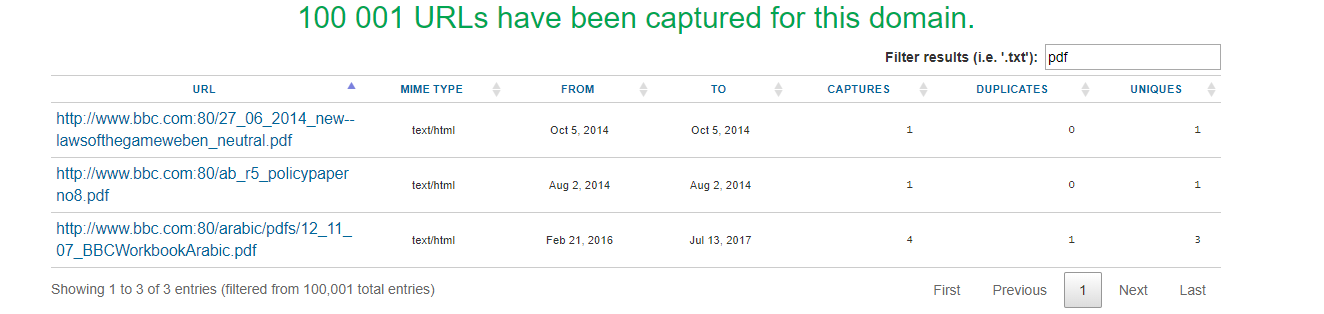 100 001 URLs have been captured for this domain.
Filter results (i.e. '.txt'): pdf
URL MIME TYPE FROM TO CAPTURES DUPLICATES UNIQUES
http://www.bbc.com:80/27_06_2014_new--
lawsofthegameweben_neutral.pdf text/html Oct 5, 2014 Oct 5, 2014 1 0 1
http://www.bbc.com:80/ab_r5_policypaper
no8.pdf text/html Aug 2, 2014 Aug 2, 2014 1 0 1
http://www.bbc.com:80/arabic/pdfs/12_11_
07_BBCWorkbookArabic.pdf text/html Feb 21, 2016 Jul 13, 2017 4 1 3
Showing 1 to 3 of 3 entries (filtered from 100,001 total entries) First Previous 1 Next Last